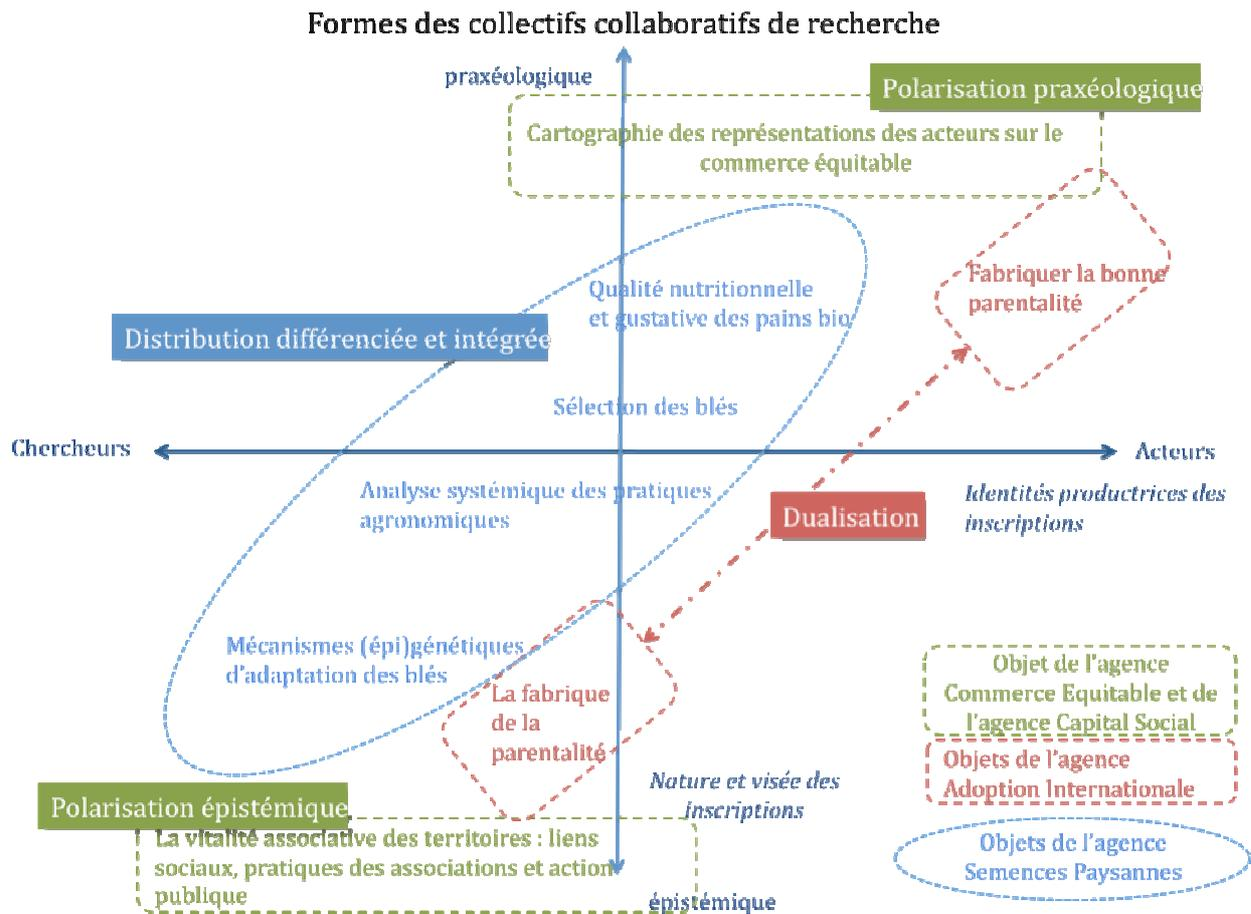 Formes des collectifs collaboratifs de recherche
praxéologique
Polarisation praxéologique
Cartographie des représentations des acteurs sur le
commerce équitable
Fabriquer la bonne
parentalité
Qualité nutritionnelle
et gustative des pains bio
Distribution différenciée et intégrée
Sélection des blés
Chercheurs
Acteurs
Analyse systémique des pratiques
agronomiques
Identités productrices des
inscriptions
Dualisation
Mécanismes (épi)génétiques
d'adaptation des blés
La fabrique
de la
parentalité
Objet de l'agence
Commerce Equitable et de
l'agence Capital Social
Objets de l'agence
Adoption Internationale
Nature et visée des
inscriptions
Polarisation épistémique
La vitalité associative des territoires : liens
sociaux, pratiques des associations et action
publique
Objets de l'agence
Semences Paysannes
épistémique